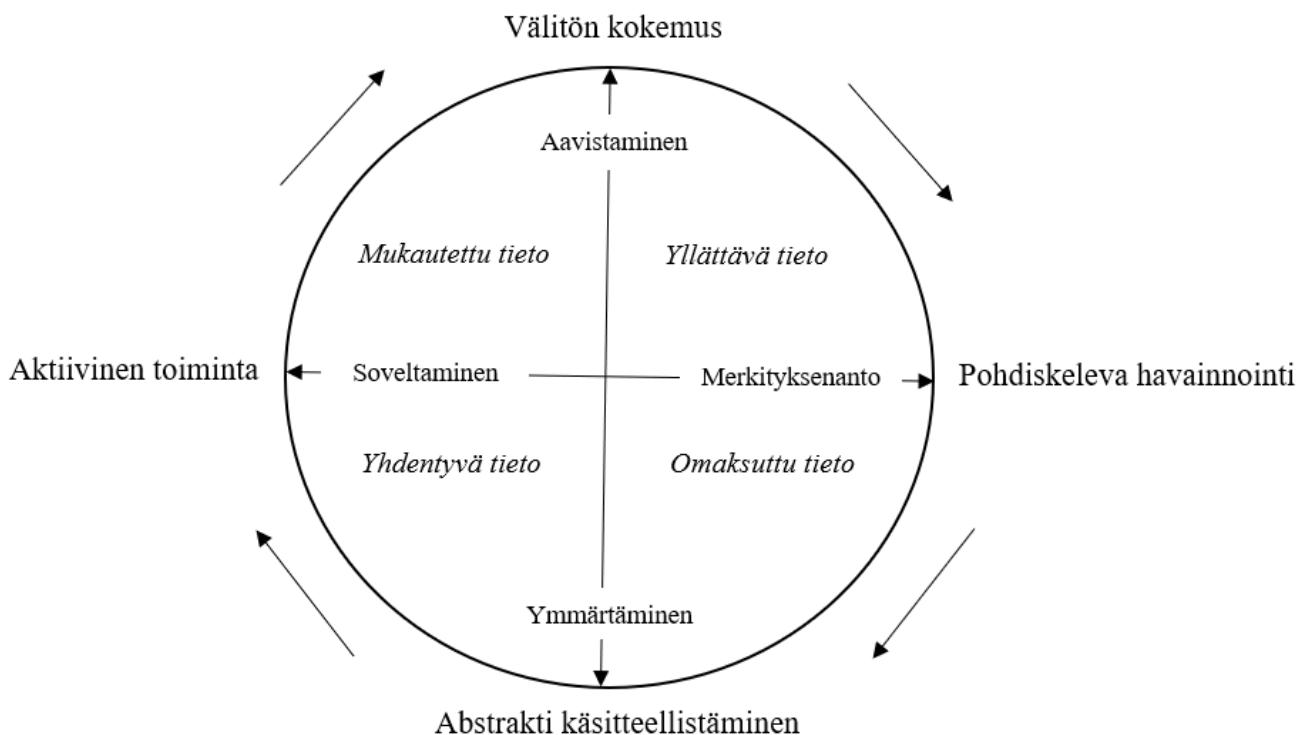 Välitön kokemus
Aavistaminen
Mukautettu tieto
Yllättävä tieto
Aktiivinen toiminta
Soveltaminen
Merkityksenanto
Pohdiskeleva havainnointi
Yhdentyvä tieto
Omaksuttu tieto
Ymmärtäminen
Abstrakti käsitteellistäminen